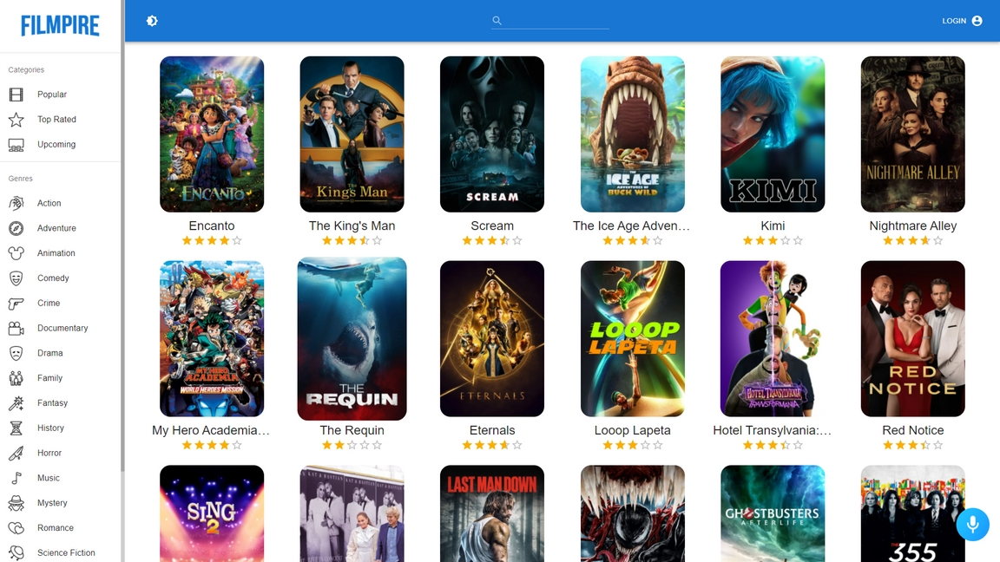 FILMPIRE
LOGIN
Categories
Popular
Top Rated
Upcoming
Genres
Action
Adventure
Animation
Comedy
Crime
Documentary
Drama
Family
Fantasy
History
Horror
Music
Mystery
Romance
Science Fiction
ENCANTO
King's Man
SCREAM
THE
ICE AGE
ADVENTURES OF
BUCK WILD
KIMI
NIGHTMARE ALLEY
Encanto
The King's Man
Scream
The Ice Age Adven…
Kimi
Nightmare Alley
MY HERO
ACADEMIA
WORLD HEROES' MISSION
THE
REQUIN
ETERNALS
LOOOP
LAPETA
HOTEL TRANSYLVANIA
TRANSFORMANIA
RED
NOTICE
My Hero Academia…
The Requin
Eternals
Looop Lapeta
Hotel Transylvania:…
Red Notice
SING
2
LAST MAN DOWN
GHOSTBUSTERS
AFTERLIFE
THE
355